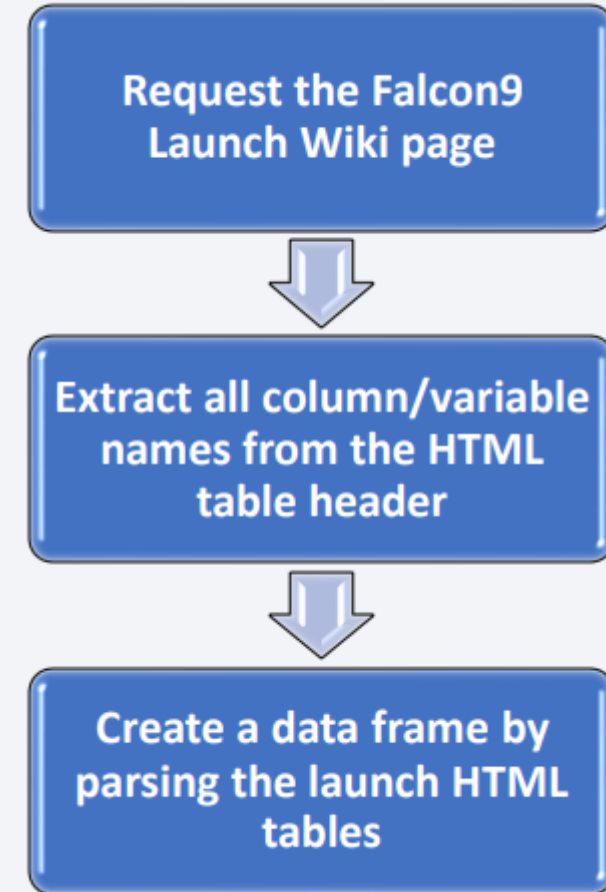 Request the Falcon9
Launch Wiki page
Extract all column/variable
names from the HTML
table header
Create a data frame by
parsing the launch HTML
tables